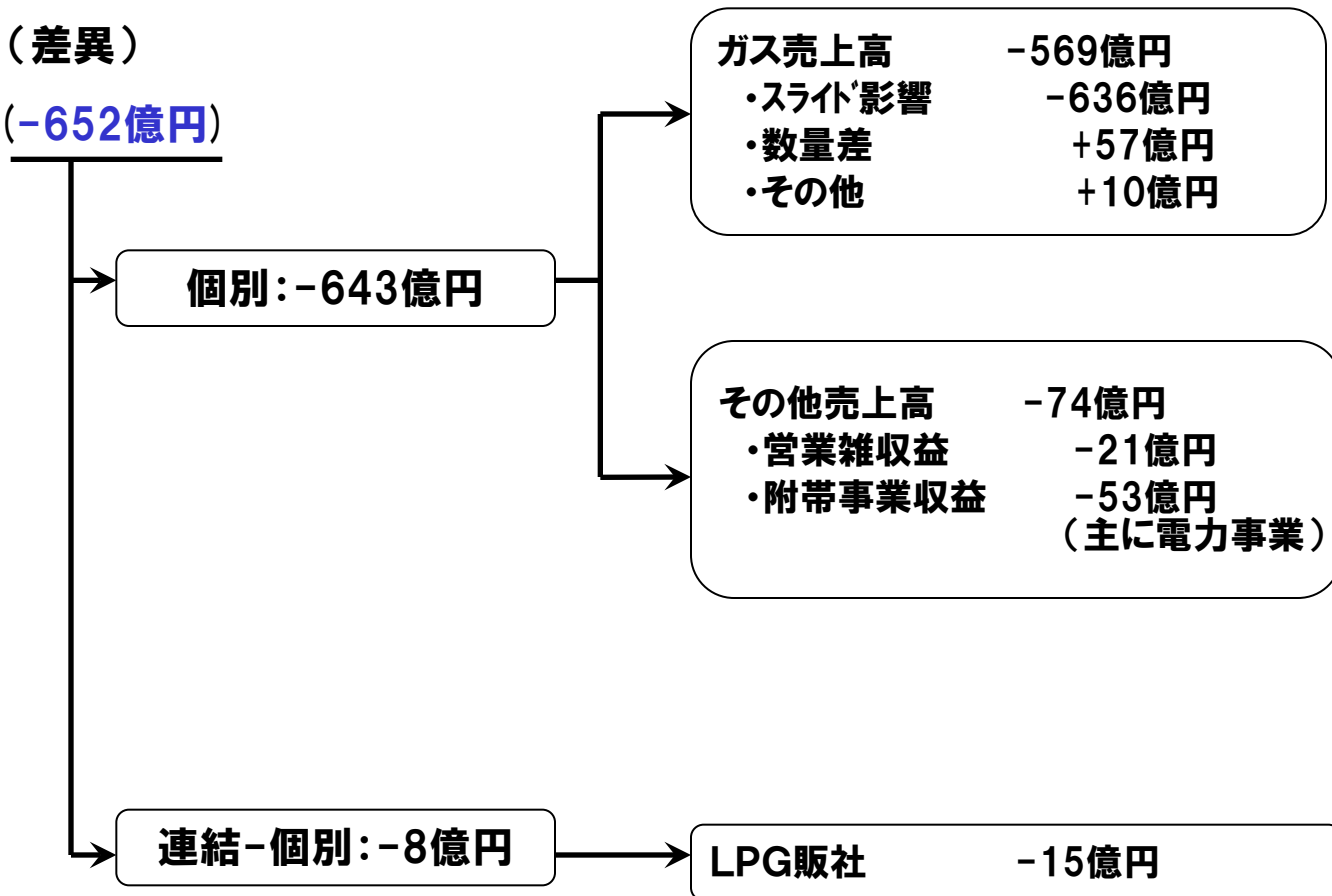 （差異）
(-652億円)
ガス売上高 -569億円
・スライド影響 -636億円
・数量差 +57億円
・その他 +10億円
個別：-643億円
その他売上高 -74億円
・営業雑収益 -21億円
・附帯事業収益 -53億円
（主に電力事業）
連結-個別：-8億円
LPG販社 -15億円